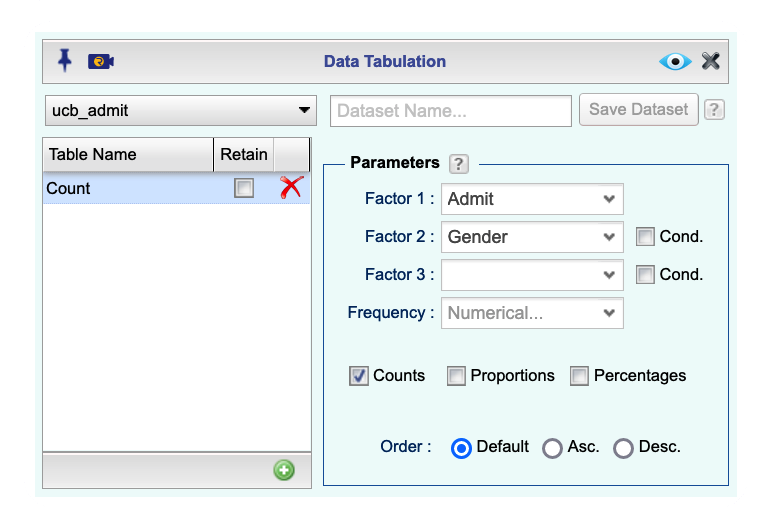 Data Tabulation
ucb_admit
Dataset Name...
Save Dataset
?
Table Name
Retain
Count
Parameters ?
Factor 1 : Admit
Factor 2 : Gender Cond.
Factor 3 : Cond.
Frequency : Numerical...
Counts Proportions Percentages
Order : Default Asc. Desc.